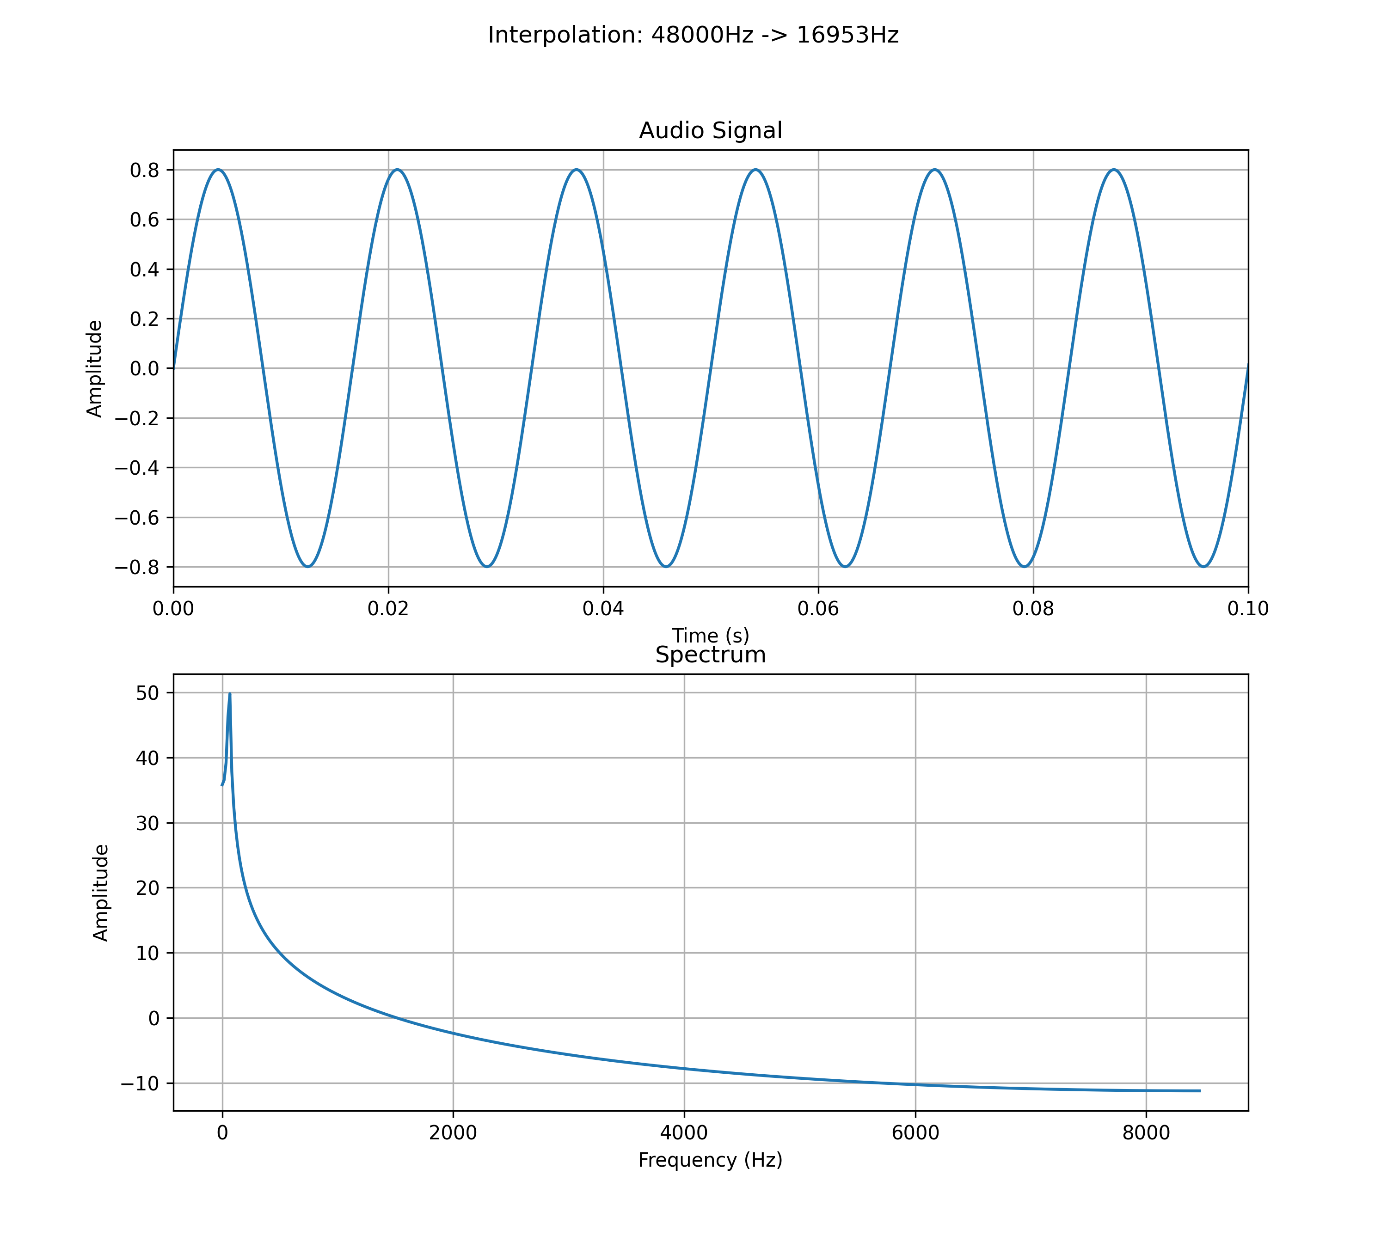 Interpolation: 48000Hz -> 16953Hz
Audio Signal
Amplitude
0.8
0.6
0.4
0.2
0.0
−0.2
−0.4
−0.6
−0.8
0.00 0.02 0.04 0.06 0.08 0.10
Time (s)
Spectrum
Amplitude
50
40
30
20
10
0
−10
0 2000 4000 6000 8000
Frequency (Hz)